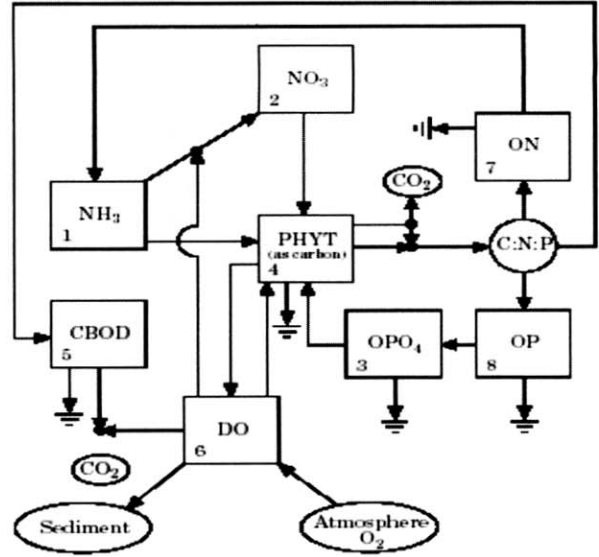 NO₃
2
ON
7
CO₂
NH₃
1
PHYT
(as carbon)
4
C:N:P
CBOD
5
OPO₄
3
OP
8
DO
6
CO₂
Sediment
Atmosphere
O₂